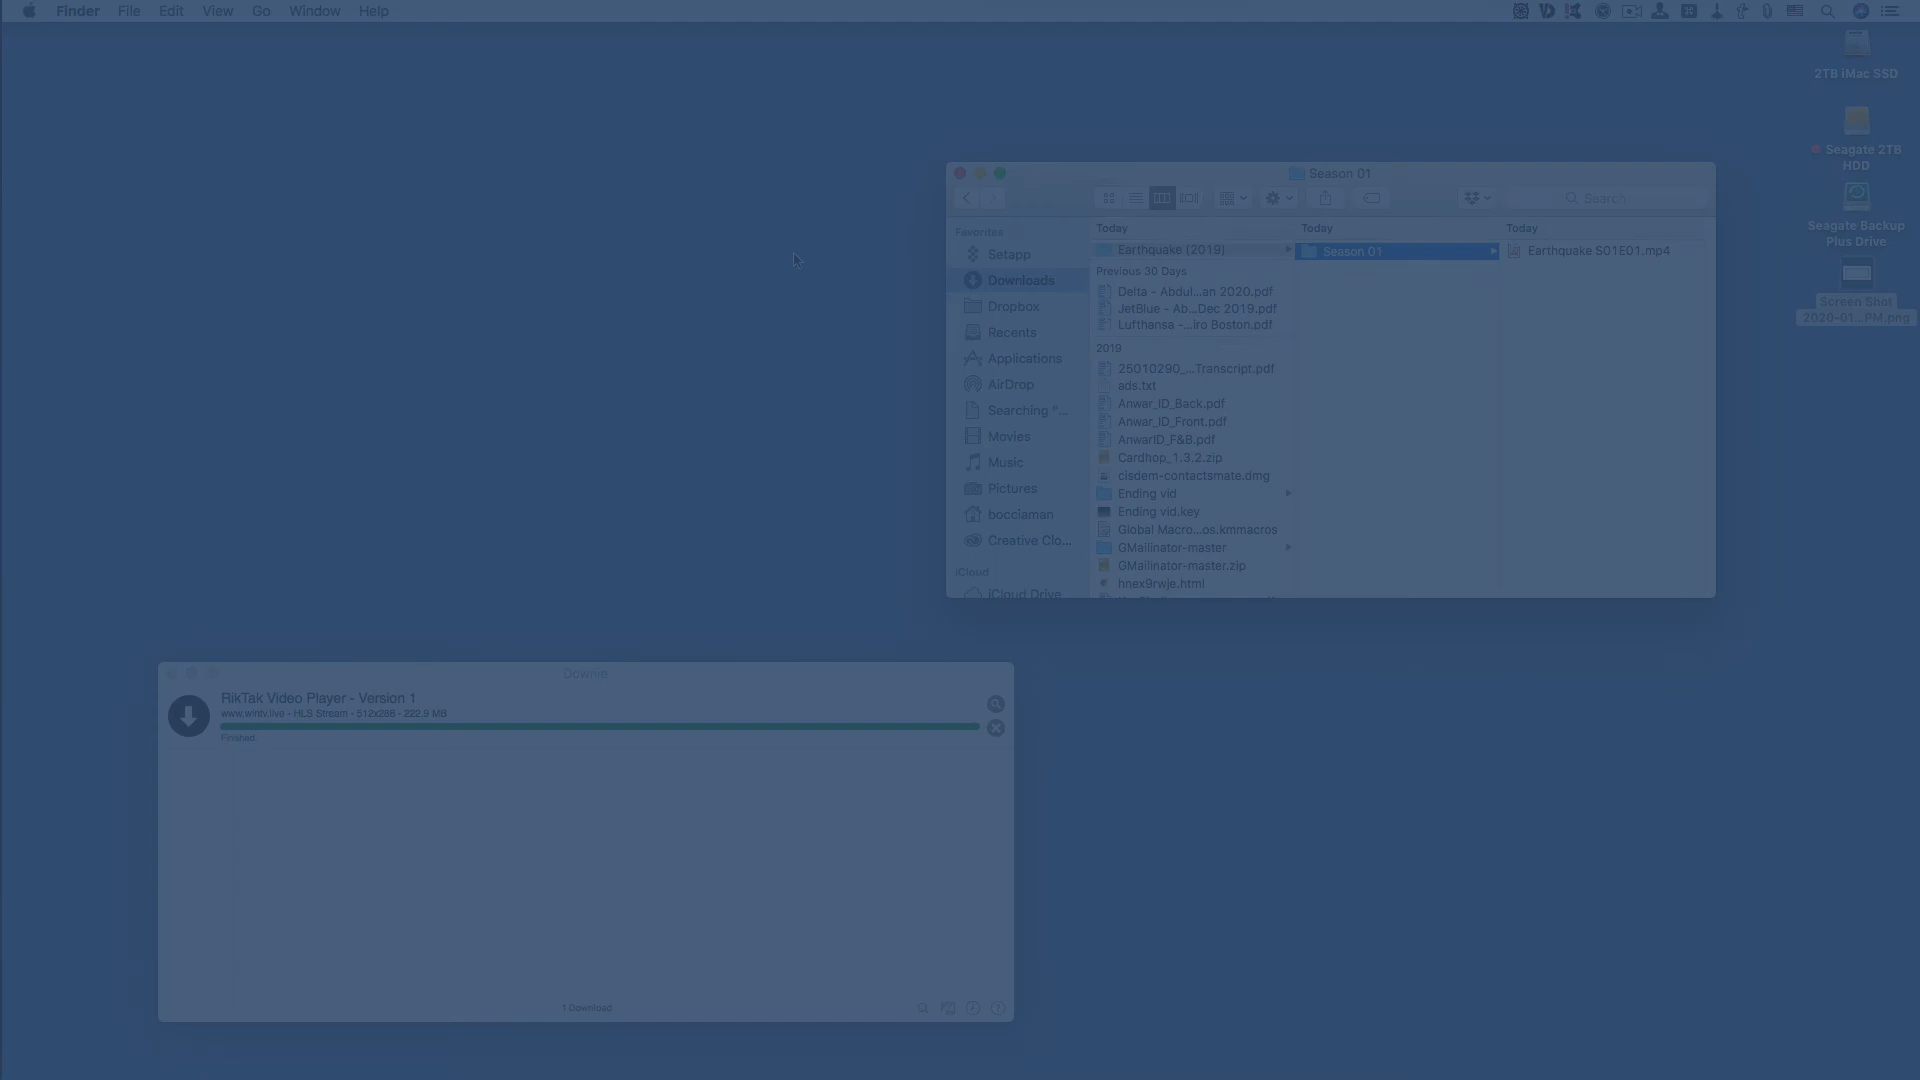 Finder File Edit View Go Window Help
2TB iMac SSD
Seagate 2TB
HDD
Seagate Backup
Plus Drive
Screen Shot
2020-01...PM.png
Season 01
Search
Favorites
Setapp
Downloads
Dropbox
Recents
Applications
AirDrop
Searching "...
Movies
Music
Pictures
bocciaman
Creative Clo...
iCloud
iCloud Drive
Today
Earthquake (2019)
Previous 30 Days
Delta - Abdul...an 2020.pdf
JetBlue - Ab...Dec 2019.pdf
Lufthansa -...iro Boston.pdf
2019
25010290_...Transcript.pdf
ads.txt
Anwar_ID_Back.pdf
Anwar_ID_Front.pdf
AnwarID_F&B.pdf
Cardhop_1.3.2.zip
cisdem-contactsmate.dmg
Ending vid
Ending vid.key
Global Macro...os.kmmacros
GMailinator-master
GMailinator-master.zip
hnex9rwje.html
Today
Season 01
Today
Earthquake S01E01.mp4
Downie
RikTak Video Player - Version 1
www.wintv.live - HLS Stream - 512x288 - 222.9 MB
Finished
1 Download